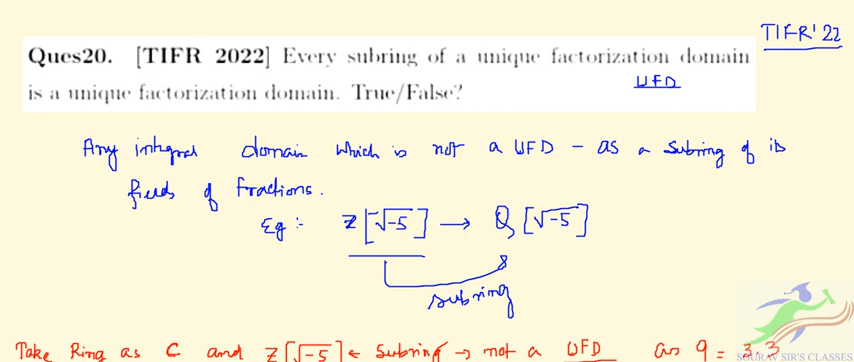 TIFR'22
Ques20. [TIFR 2022] Every subring of a unique factorization domain
is a unique factorization domain. True/False?
UFD
Any integral domain which is not a UFD - as a subring of its
fields of fractions.
Eg :- Z[√-5] → Q[√-5]
subring
Take Ring as C and Z[√-5] ← Subring → not a UFD as 9 = 3.3
SOURAV SIR'S CLASSES